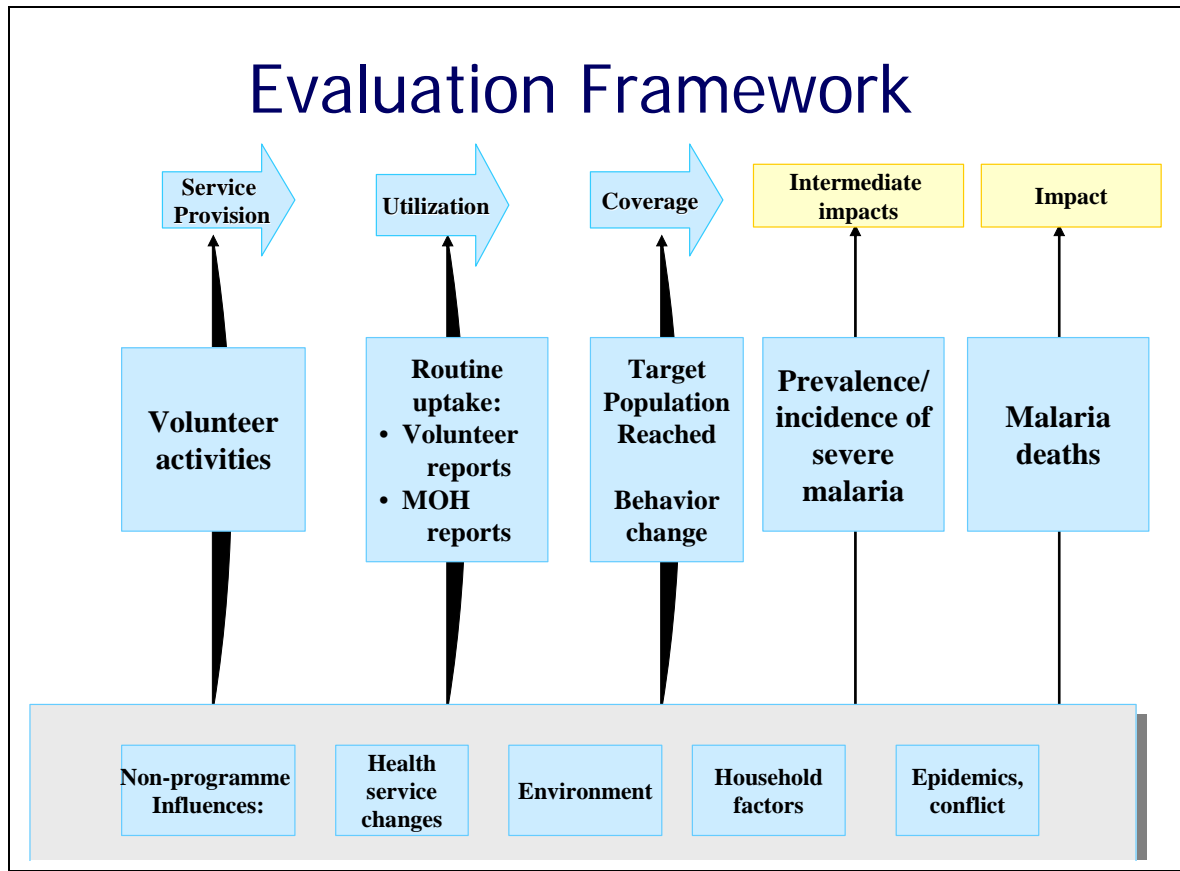 Evaluation Framework
Service
Provision
Utilization
Coverage
Intermediate
impacts
Impact
Volunteer
activities
Routine
uptake:
• Volunteer
reports
• MOH
reports
Target
Population
Reached
Behavior
change
Prevalence/
incidence of
severe
malaria
Malaria
deaths
Non-programme
Influences:
Health
service
changes
Environment
Household
factors
Epidemics,
conflict